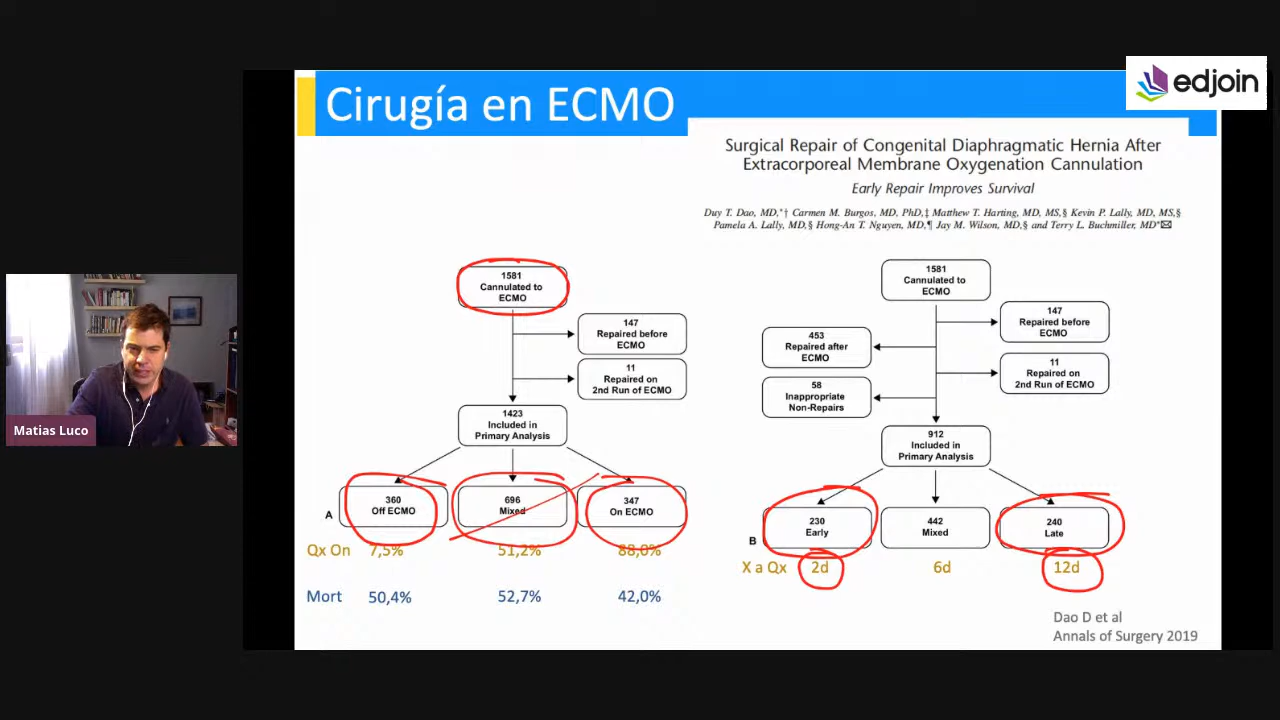 edjoin
Cirugía en ECMO
Surgical Repair of Congenital Diaphragmatic Hernia After
Extracorporeal Membrane Oxygenation Cannulation
Early Repair Improves Survival
Duy T. Dao, MD,*† Carmen M. Burgos, MD, PhD,‡ Matthew T. Harting, MD, MS,§ Kevin P. Lally, MD, MS,§
Pamela A. Lally, MD,§ Hong-An T. Nguyen, MD,¶ Jay M. Wilson, MD,§ and Terry L. Buchmiller, MD*✉
1581
Cannulated to
ECMO
147
Repaired before
ECMO
11
Repaired on
2nd Run of ECMO
1423
Included in
Primary Analysis
360
Off ECMO
696
Mixed
347
On ECMO
A
Qx On 7,5% 51,2% 88,0%
Mort 50,4% 52,7% 42,0%
1581
Cannulated to
ECMO
147
Repaired before
ECMO
453
Repaired after
ECMO
11
Repaired on
2nd Run of ECMO
58
Inappropriate
Non-Repairs
912
Included in
Primary Analysis
230
Early
442
Mixed
240
Late
B
X a Qx 2d 6d 12d
Dao D et al
Annals of Surgery 2019
Matias Luco